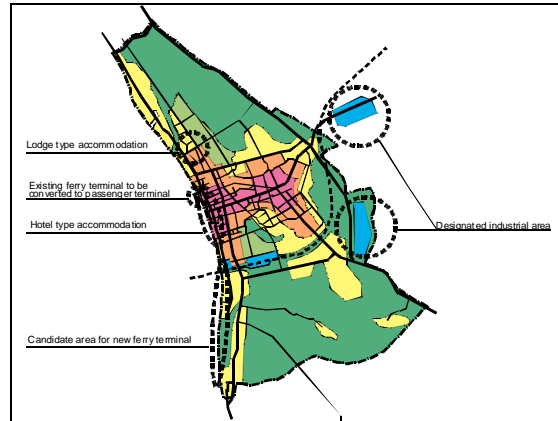 Lodge type accommodation
Existing ferry terminal to be
converted to passenger terminal
Hotel type accommodation
Designated industrial area
Candidate area for new ferry terminal